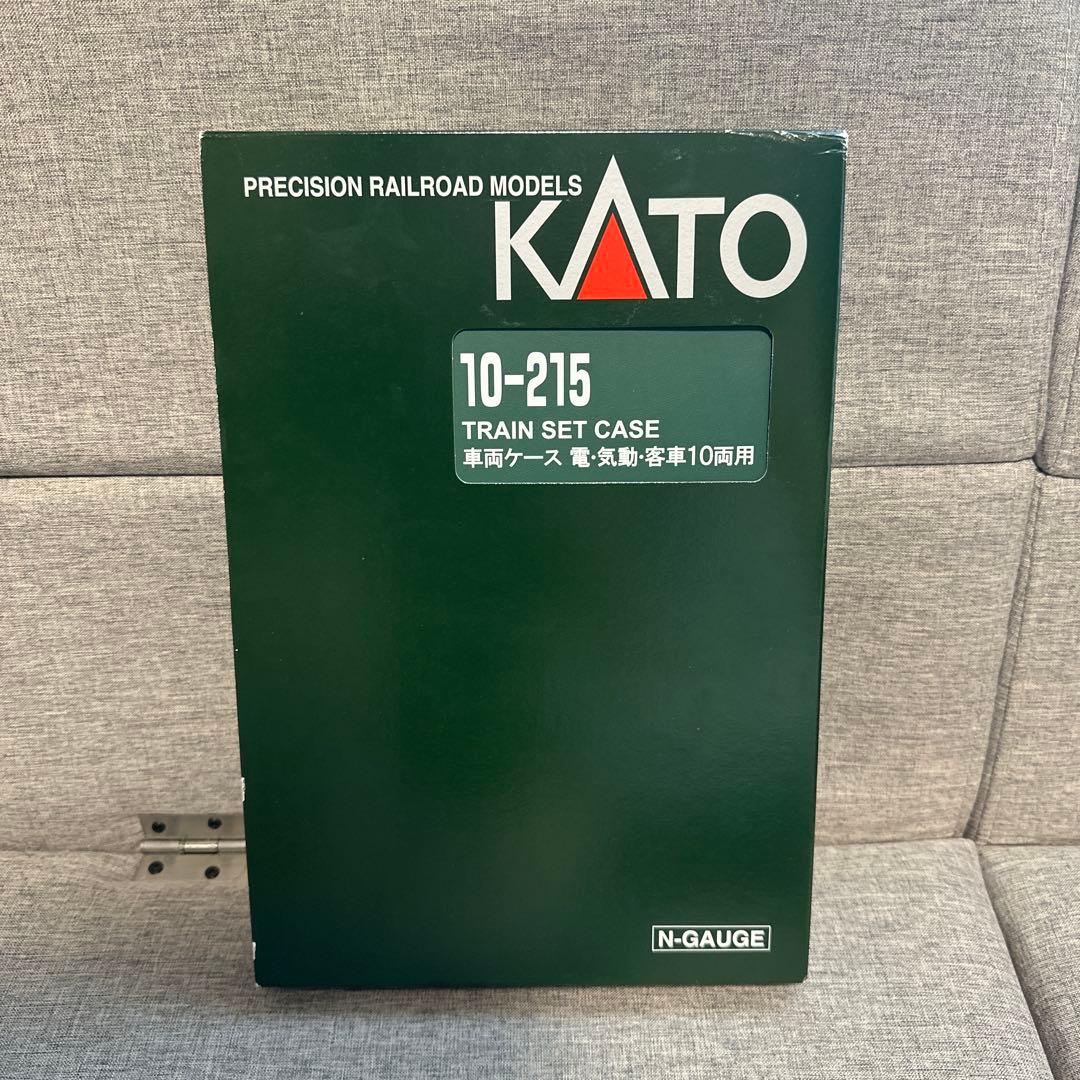 PRECISION RAILROAD MODELS
KATO
10-215
TRAIN SET CASE
車両ケース 電・気動・客車10両用
N-GAUGE